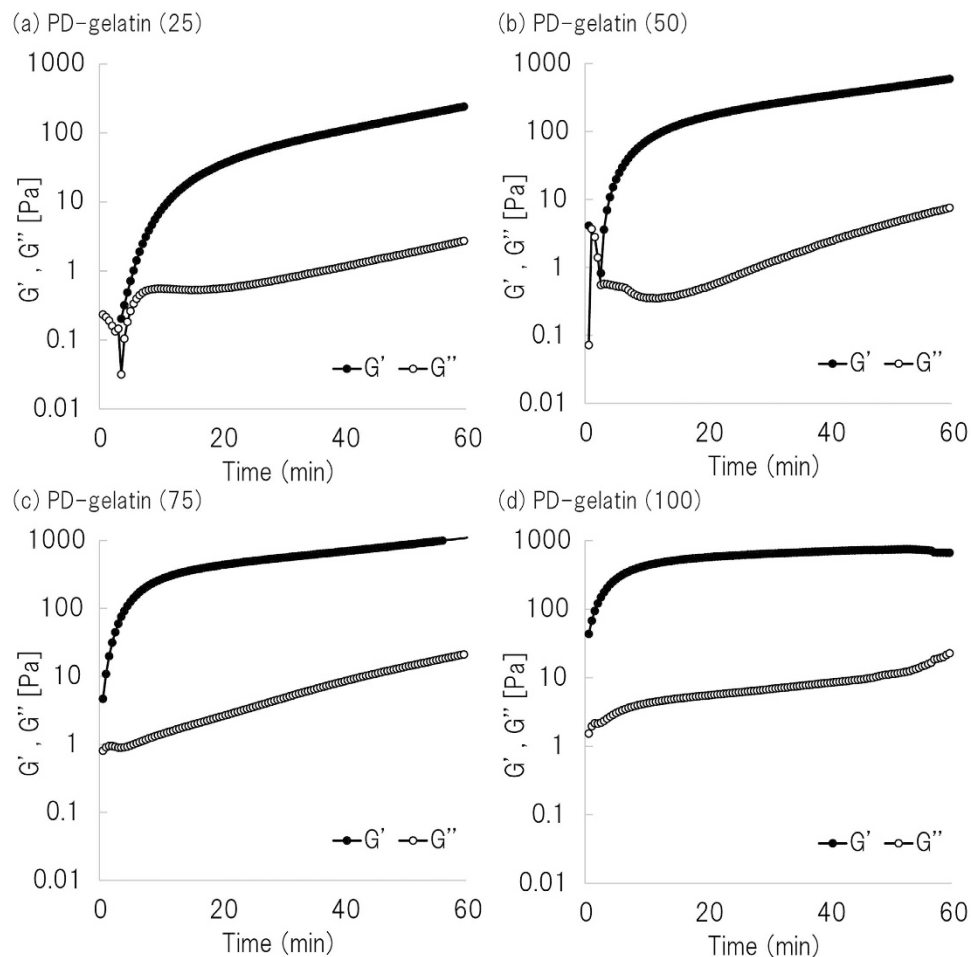 (a) PD-gelatin (25)
1000
100
10
1
0.1
0.01
G' , G'' [Pa]
G' G''
0 20 40 60
Time (min)
(b) PD-gelatin (50)
1000
100
10
1
0.1
0.01
G' , G'' [Pa]
G' G''
0 20 40 60
Time (min)
(c) PD-gelatin (75)
1000
100
10
1
0.1
0.01
G' , G'' [Pa]
G' G''
0 20 40 60
Time (min)
(d) PD-gelatin (100)
1000
100
10
1
0.1
0.01
G' , G'' [Pa]
G' G''
0 20 40 60
Time (min)